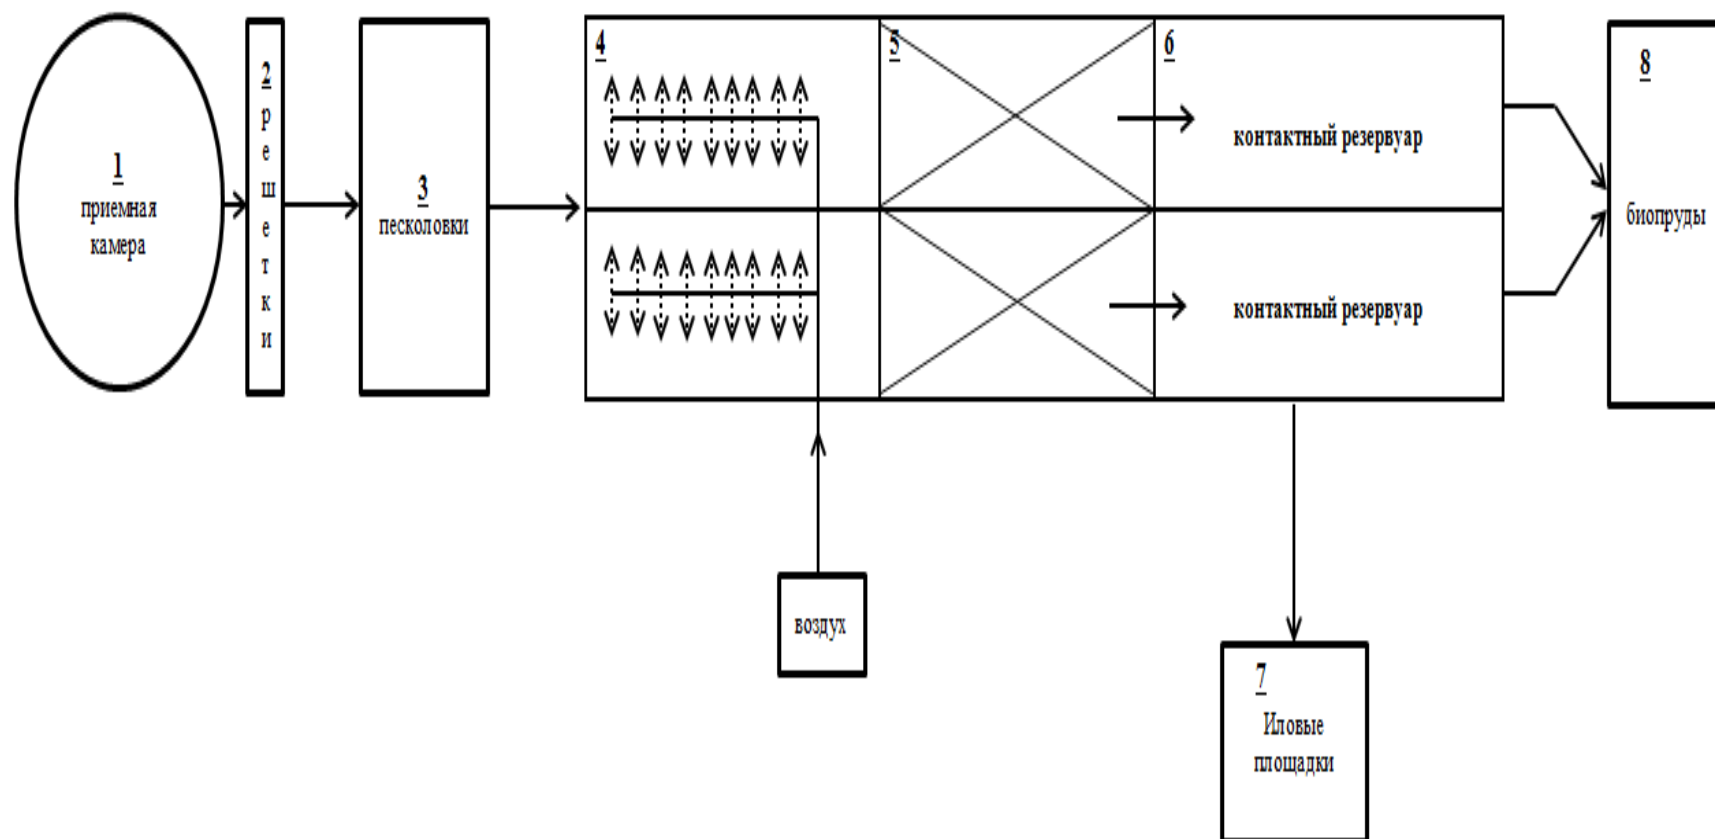 1
приемная
камера
2
р
е
ш
е
т
к
и
3
песколовки
4
5
6
контактный резервуар
контактный резервуар
8
биопруды
воздух
7
Иловые
площадки